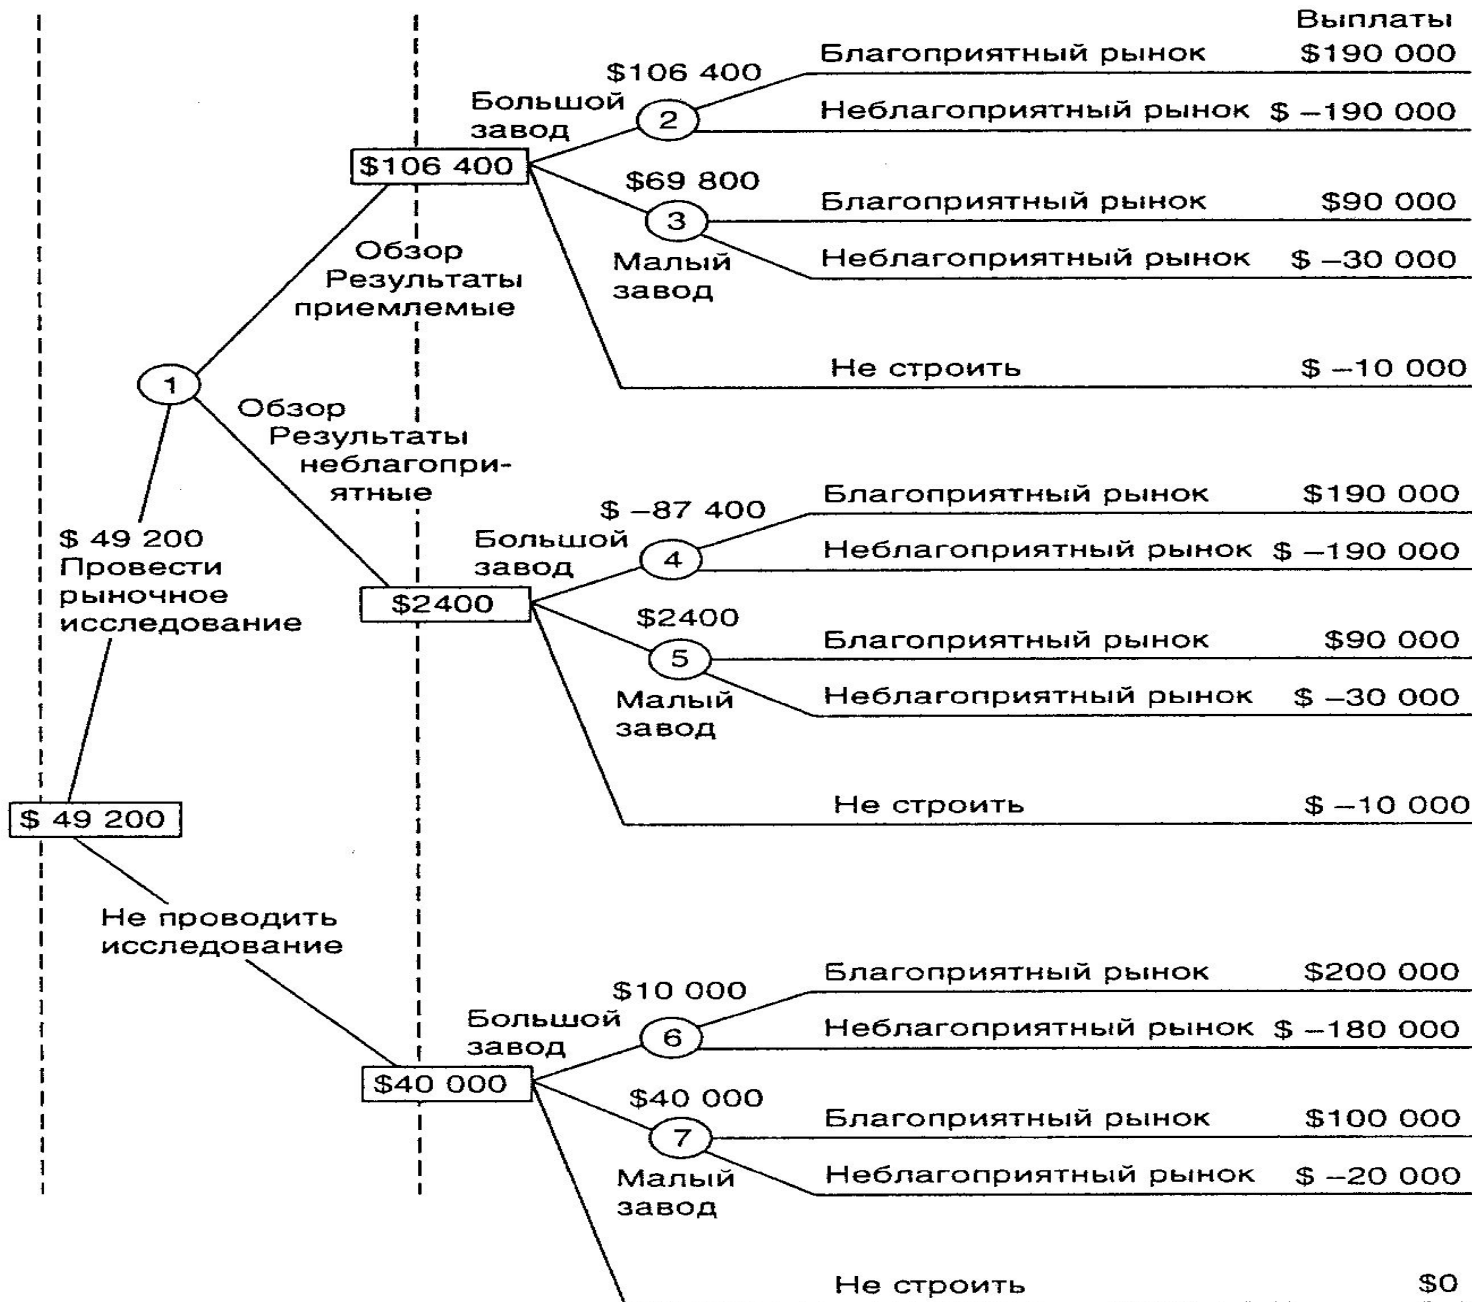 Выплаты
Благоприятный рынок $190 000
$106 400
Большой
завод
2
Неблагоприятный рынок $ –190 000
$106 400
$69 800
3
Благоприятный рынок $90 000
Малый
завод
Неблагоприятный рынок $ –30 000
Обзор
Результаты
приемлемые
Не строить $ –10 000
1
Обзор
Результаты
неблагопри-
ятные
$ –87 400
Благоприятный рынок $190 000
Большой
завод
4
Неблагоприятный рынок $ –190 000
$ 49 200
Провести
рыночное
исследование
$2400
$2400
5
Благоприятный рынок $90 000
Малый
завод
Неблагоприятный рынок $ –30 000
Не строить $ –10 000
$ 49 200
Не проводить
исследование
$10 000
Благоприятный рынок $200 000
Большой
завод
6
Неблагоприятный рынок $ –180 000
$40 000
$40 000
7
Благоприятный рынок $100 000
Малый
завод
Неблагоприятный рынок $ –20 000
Не строить $0